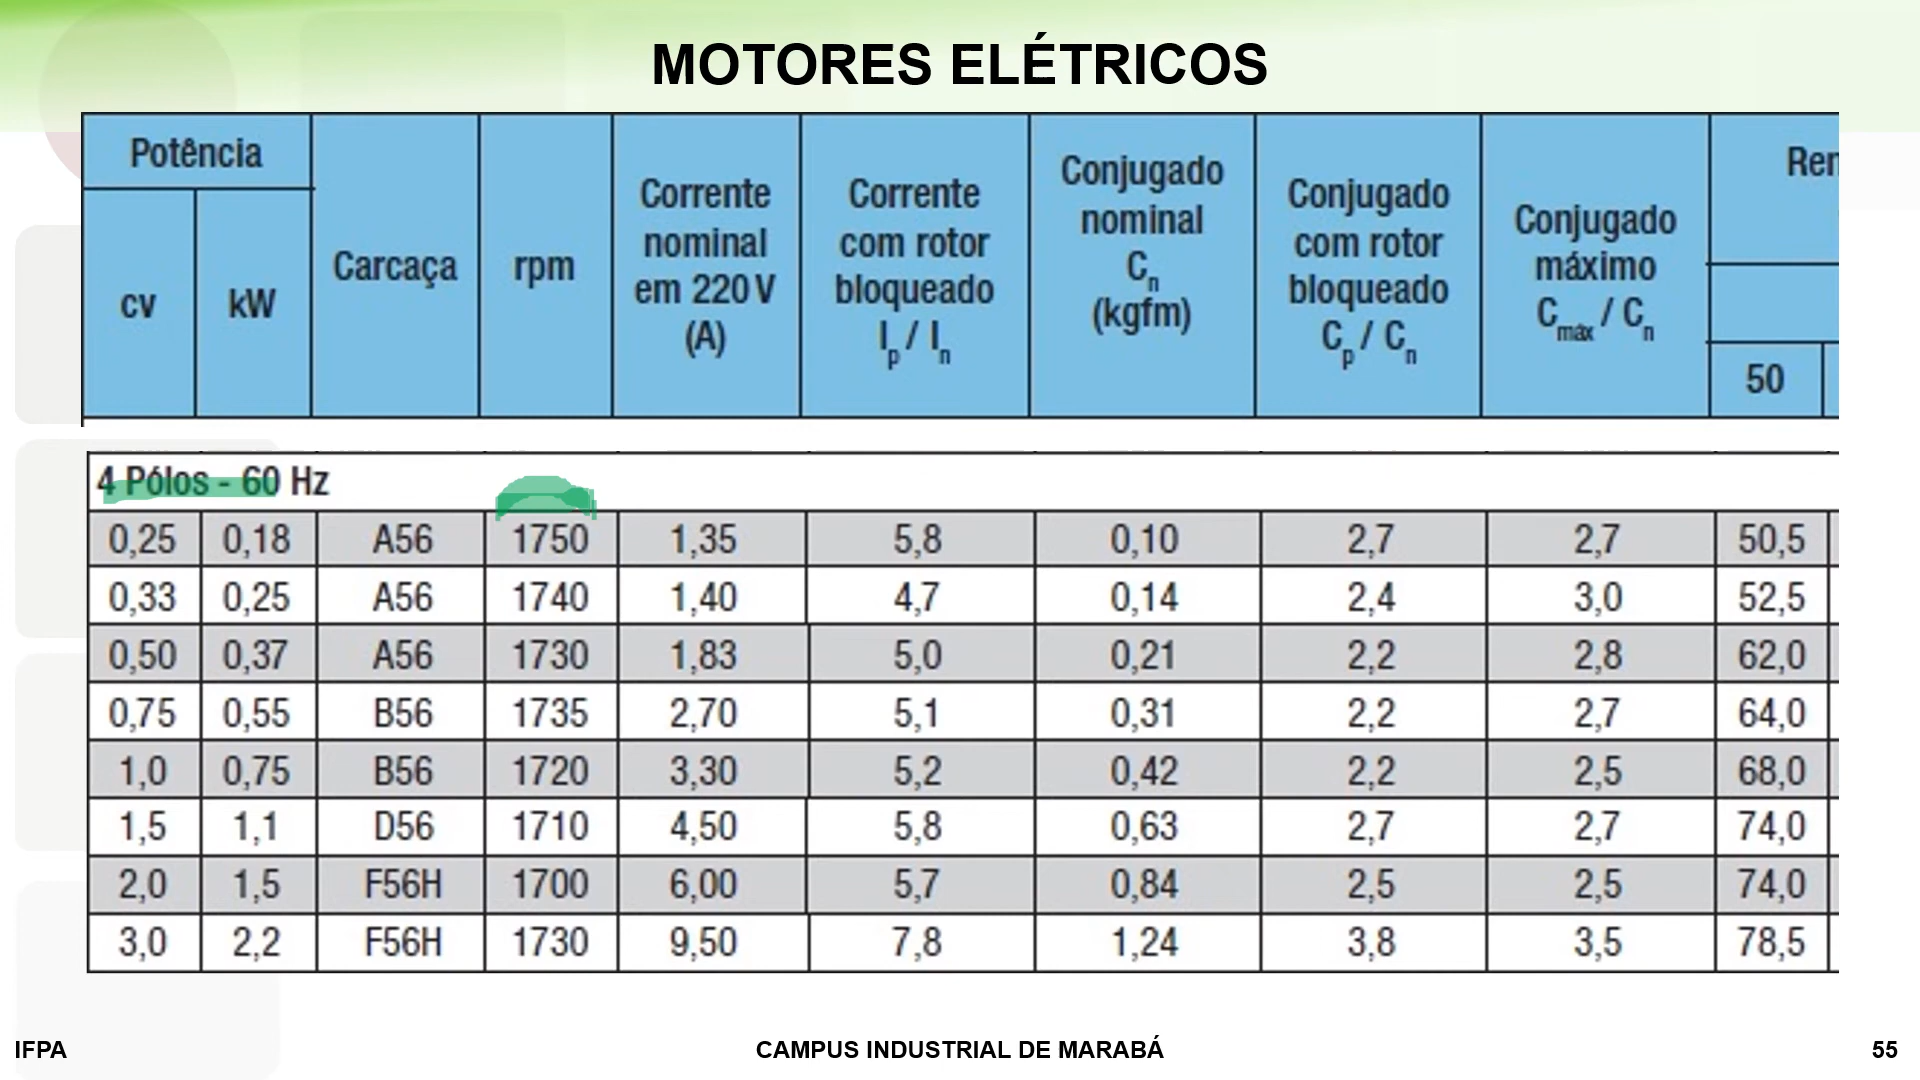 MOTORES ELÉTRICOS
Potência
cv
kW
Carcaça
rpm
Corrente
nominal
em 220 V
(A)
Corrente
com rotor
bloqueado
Ip / In
Conjugado
nominal
Cn
(kgfm)
Conjugado
com rotor
bloqueado
Cp / Cn
Conjugado
máximo
Cmáx / Cn
Ren
50
4 Pólos - 60 Hz
0,25 0,18 A56 1750 1,35 5,8 0,10 2,7 2,7 50,5
0,33 0,25 A56 1740 1,40 4,7 0,14 2,4 3,0 52,5
0,50 0,37 A56 1730 1,83 5,0 0,21 2,2 2,8 62,0
0,75 0,55 B56 1735 2,70 5,1 0,31 2,2 2,7 64,0
1,0 0,75 B56 1720 3,30 5,2 0,42 2,2 2,5 68,0
1,5 1,1 D56 1710 4,50 5,8 0,63 2,7 2,7 74,0
2,0 1,5 F56H 1700 6,00 5,7 0,84 2,5 2,5 74,0
3,0 2,2 F56H 1730 9,50 7,8 1,24 3,8 3,5 78,5
IFPA
CAMPUS INDUSTRIAL DE MARABÁ
55